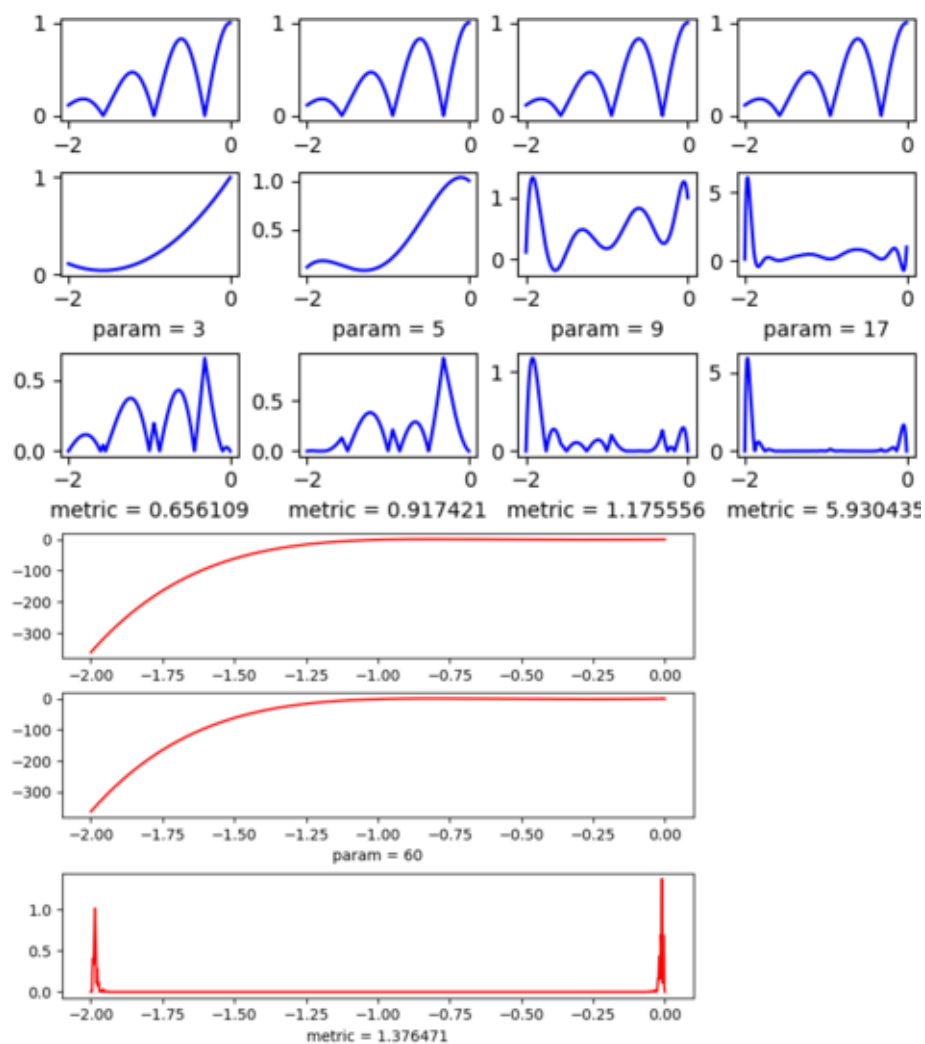 1 1 1 1
0 0 0 0
−2 0 −2 0 −2 0 −2 0
1 1.0 1 5
0 0.5 0 0
−2 0 −2 0 −2 0 −2 0
param = 3 param = 5 param = 9 param = 17
0.5 0.5 1 5
0.0 0.0 0 0
−2 0 −2 0 −2 0 −2 0
metric = 0.656109 metric = 0.917421 metric = 1.175556 metric = 5.930435
0
−100
−200
−300
−2.00 −1.75 −1.50 −1.25 −1.00 −0.75 −0.50 −0.25 0.00
0
−100
−200
−300
−2.00 −1.75 −1.50 −1.25 −1.00 −0.75 −0.50 −0.25 0.00
param = 60
1.0
0.5
0.0
−2.00 −1.75 −1.50 −1.25 −1.00 −0.75 −0.50 −0.25 0.00
metric = 1.376471